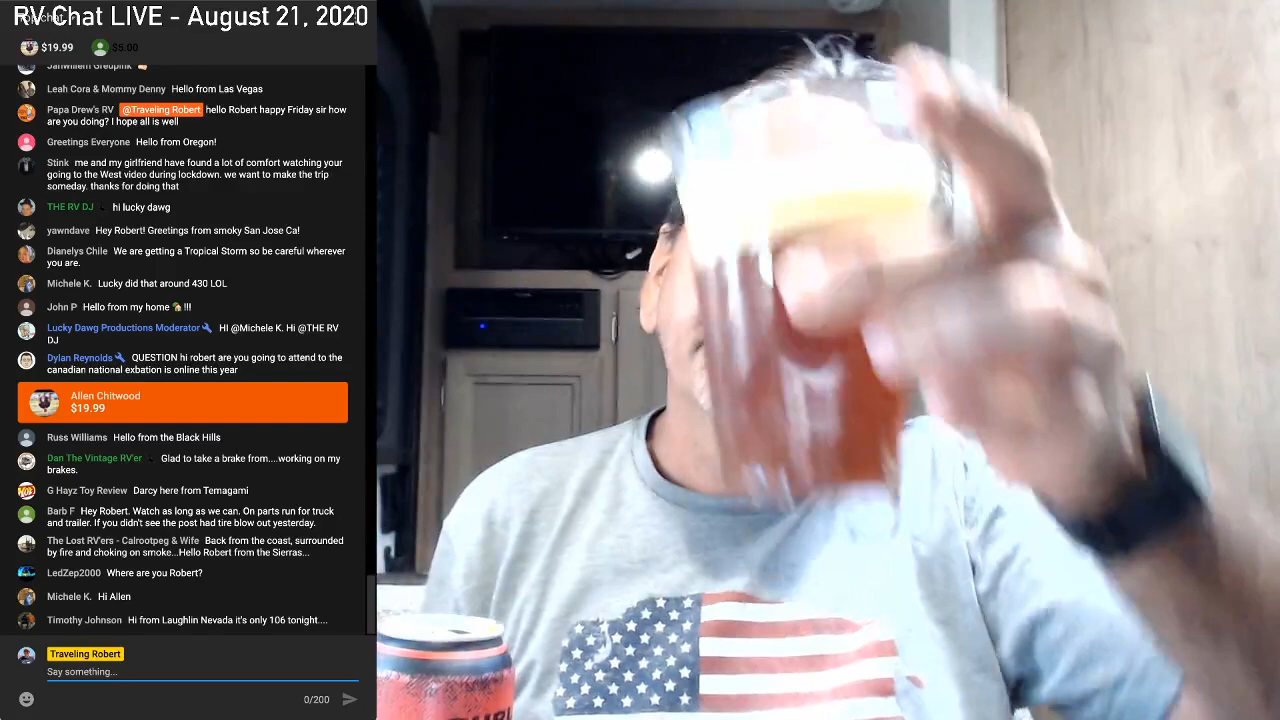 RV Chat LIVE - August 21, 2020
$19.99 $5.00
Janwillem Greupink
Leah Cora & Mommy Denny Hello from Las Vegas
Papa Drew's RV @Traveling Robert hello Robert happy Friday sir how
are you doing? I hope all is well
Greetings Everyone Hello from Oregon!
Stink me and my girlfriend have found a lot of comfort watching your
going to the West video during lockdown. we want to make the trip
someday. thanks for doing that
THE RV DJ hi lucky dawg
yawndave Hey Robert! Greetings from smoky San Jose Ca!
Dianelys Chile We are getting a Tropical Storm so be careful wherever
you are.
Michele K. Lucky did that around 430 LOL
John P Hello from my home 🏡 !!!
Lucky Dawg Productions Moderator HI @Michele K. Hi @THE RV
DJ
Dylan Reynolds QUESTION hi robert are you going to attend to the
canadian national exbation is online this year
Allen Chitwood
$19.99
Russ Williams Hello from the Black Hills
Dan The Vintage RV'er Glad to take a brake from....working on my
brakes.
G Hayz Toy Review Darcy here from Temagami
Barb F Hey Robert. Watch as long as we can. On parts run for truck
and trailer. If you didn't see the post had tire blow out yesterday.
The Lost RV'ers - Calrootpeg & Wife Back from the coast, surrounded
by fire and choking on smoke...Hello Robert from the Sierras...
LedZep2000 Where are you Robert?
Michele K. Hi Allen
Timothy Johnson Hi from Laughlin Nevada it's only 106 tonight....
Traveling Robert
Say something...
0/200